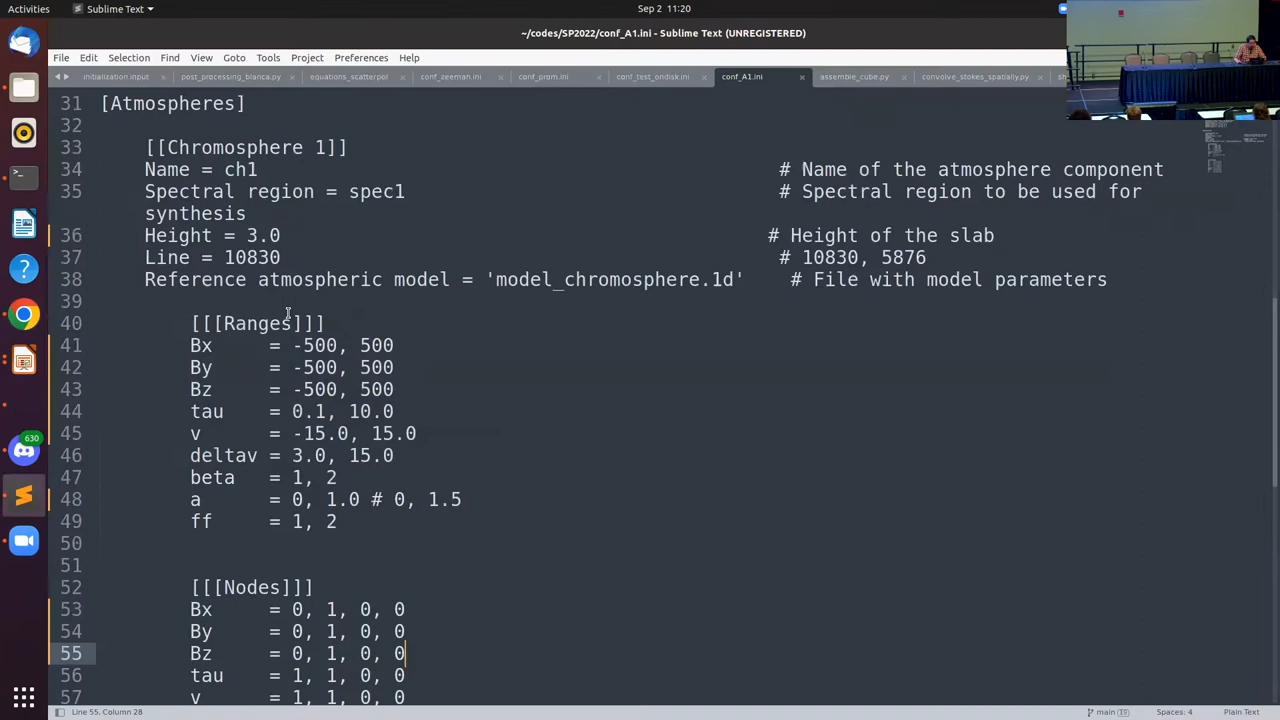 Activities
Sublime Text
Sep 2 11:20
~/codes/SP2022/conf_A1.ini - Sublime Text (UNREGISTERED)
File Edit Selection Find View Goto Tools Project Preferences Help
initialization.input post_processing_bianca.py equations_scatterpol conf_zeeman.ini conf_prom.ini conf_test_ondisk.ini conf_A1.ini assemble_cube.py convolve_stokes_spatially.py
31 [Atmospheres]
32
33 [[Chromosphere 1]]
34 Name = ch1 # Name of the atmosphere component
35 Spectral region = spec1 # Spectral region to be used for
synthesis
36 Height = 3.0 # Height of the slab
37 Line = 10830 # 10830, 5876
38 Reference atmospheric model = 'model_chromosphere.1d' # File with model parameters
39
40 [[[Ranges]]]
41 Bx = -500, 500
42 By = -500, 500
43 Bz = -500, 500
44 tau = 0.1, 10.0
45 v = -15.0, 15.0
46 deltav = 3.0, 15.0
47 beta = 1, 2
48 a = 0, 1.0 # 0, 1.5
49 ff = 1, 2
50
51
52 [[[Nodes]]]
53 Bx = 0, 1, 0, 0
54 By = 0, 1, 0, 0
55 Bz = 0, 1, 0, 0
56 tau = 1, 1, 0, 0
57 v = 1, 1, 0, 0
630
Line 55, Column 28
main
Spaces: 4
Plain Text